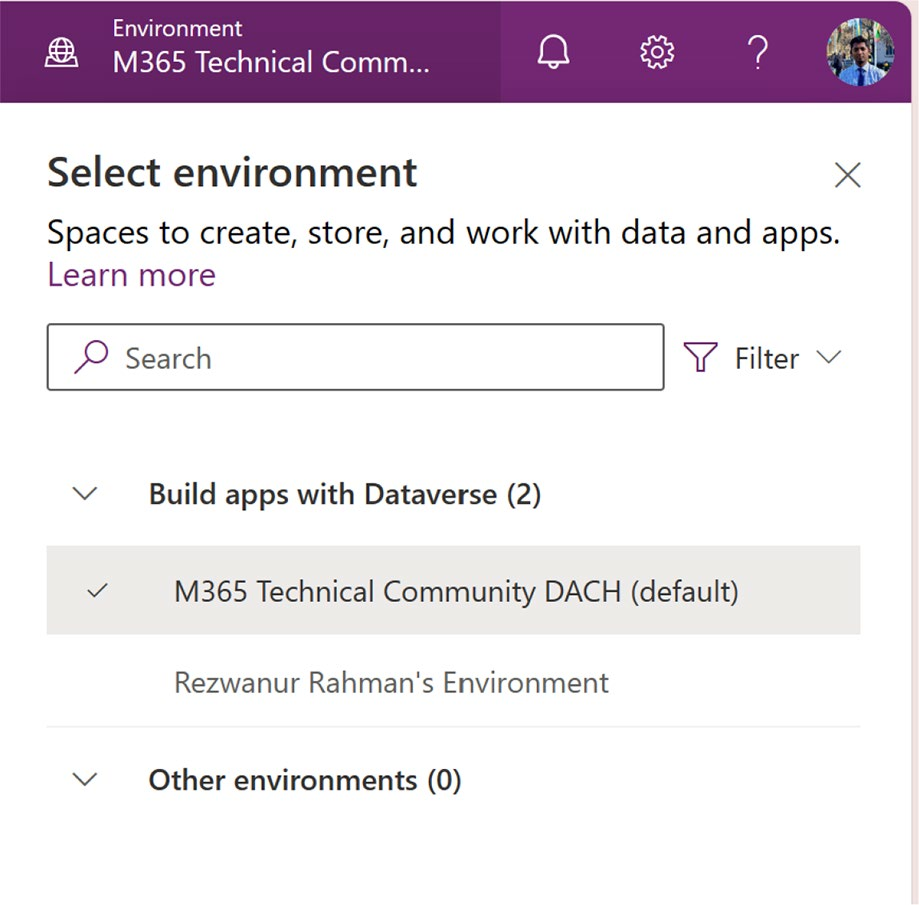 Environment
M365 Technical Comm...
Select environment
Spaces to create, store, and work with data and apps.
Learn more
Search
Filter
Build apps with Dataverse (2)
M365 Technical Community DACH (default)
Rezwanur Rahman's Environment
Other environments (0)